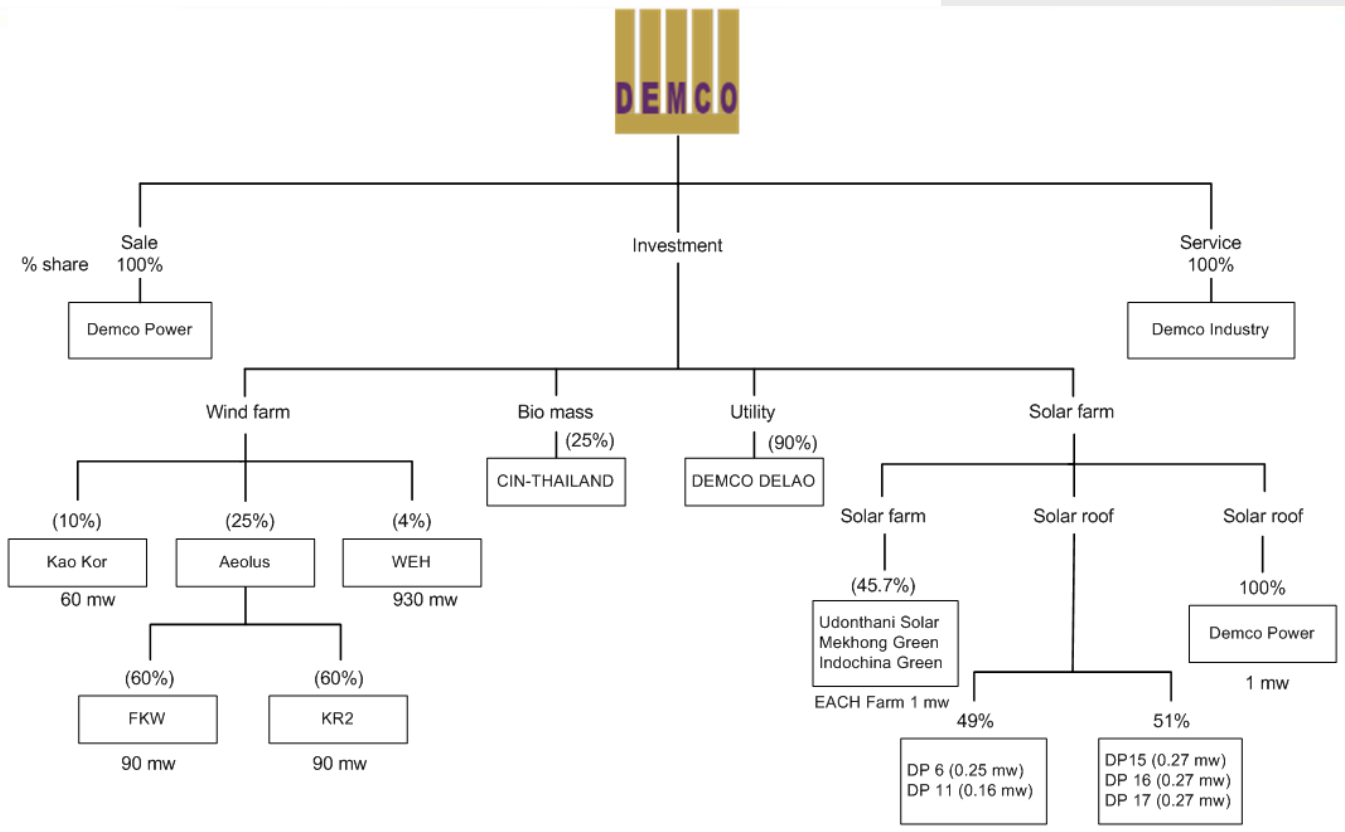 DEMCO
Sale
Investment
Service
% share
100%
100%
Demco Power
Demco Industry
Wind farm
Bio mass
Utility
Solar farm
(25%)
(90%)
CIN-THAILAND
DEMCO DELAO
(10%)
(25%)
(4%)
Solar farm
Solar roof
Solar roof
Kao Kor
Aeolus
WEH
60 mw
930 mw
(45.7%)
100%
Udonthani Solar
Mekhong Green
Indochina Green
Demco Power
EACH Farm 1 mw
1 mw
(60%)
(60%)
FKW
KR2
90 mw
90 mw
49%
51%
DP 6 (0.25 mw)
DP 11 (0.16 mw)
DP15 (0.27 mw)
DP 16 (0.27 mw)
DP 17 (0.27 mw)